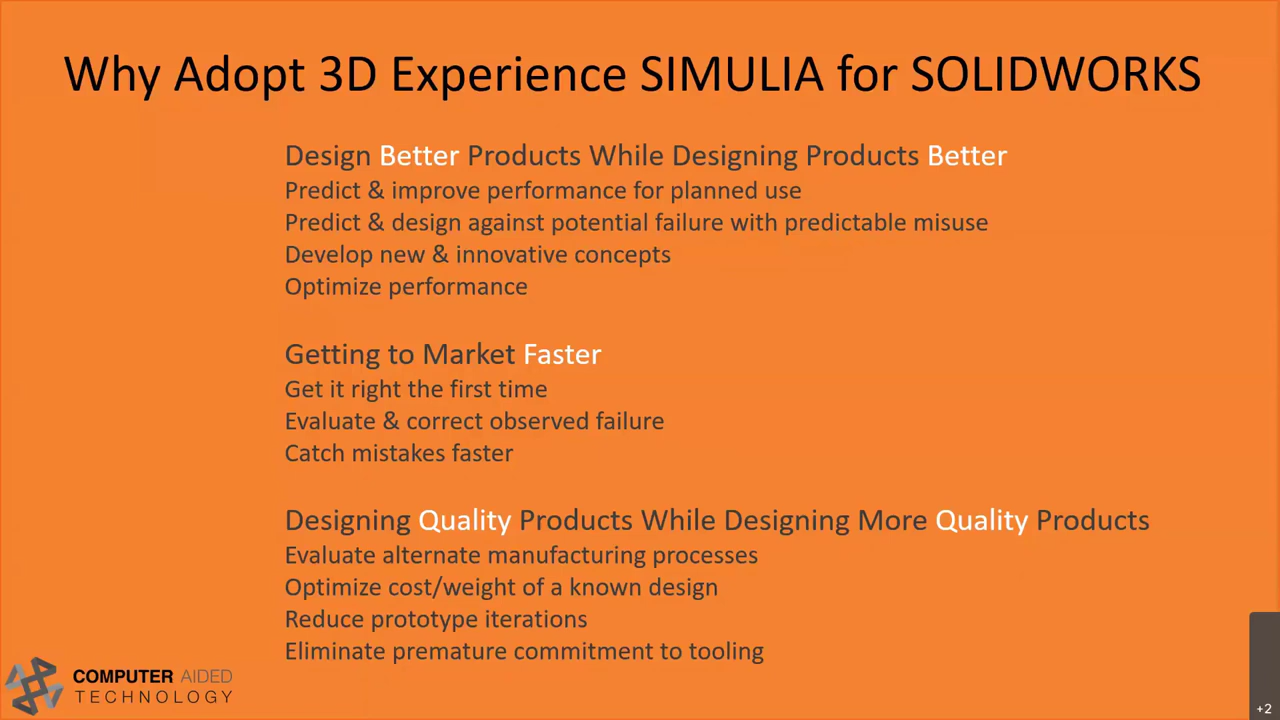 Why Adopt 3D Experience SIMULIA for SOLIDWORKS
Design Better Products While Designing Products Better
Predict & improve performance for planned use
Predict & design against potential failure with predictable misuse
Develop new & innovative concepts
Optimize performance
Getting to Market Faster
Get it right the first time
Evaluate & correct observed failure
Catch mistakes faster
Designing Quality Products While Designing More Quality Products
Evaluate alternate manufacturing processes
Optimize cost/weight of a known design
Reduce prototype iterations
Eliminate premature commitment to tooling
COMPUTER AIDED
TECHNOLOGY
+2